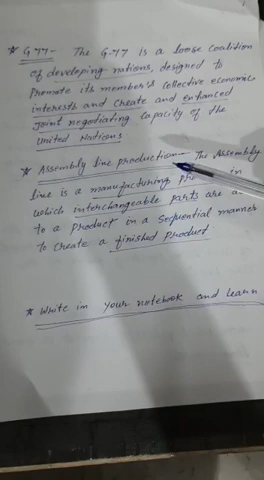 * G-77- The G-77 is a loose coalition
of developing nations, designed to
Promote its member's collective economic
interests and create and enhanced
joint negotiating capacity of the
United Nations
* Assembly line production - The Assembly
line is a manufacturing in
which interchangeable parts are
to a product in a sequential manner
to create a finished product
* Write in your notebook and learn